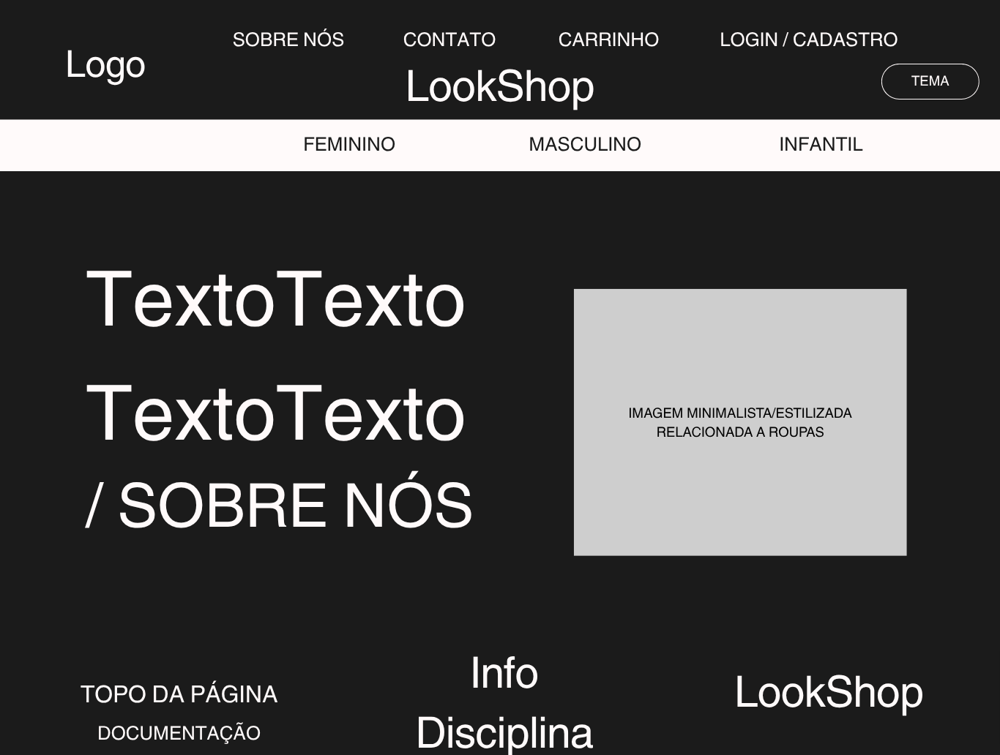 SOBRE NÓS CONTATO CARRINHO LOGIN / CADASTRO
Logo
LookShop
TEMA
FEMININO MASCULINO INFANTIL
TextoTexto
TextoTexto
/ SOBRE NÓS
IMAGEM MINIMALISTA/ESTILIZADA
RELACIONADA A ROUPAS
TOPO DA PÁGINA
DOCUMENTAÇÃO
Info
Disciplina
LookShop